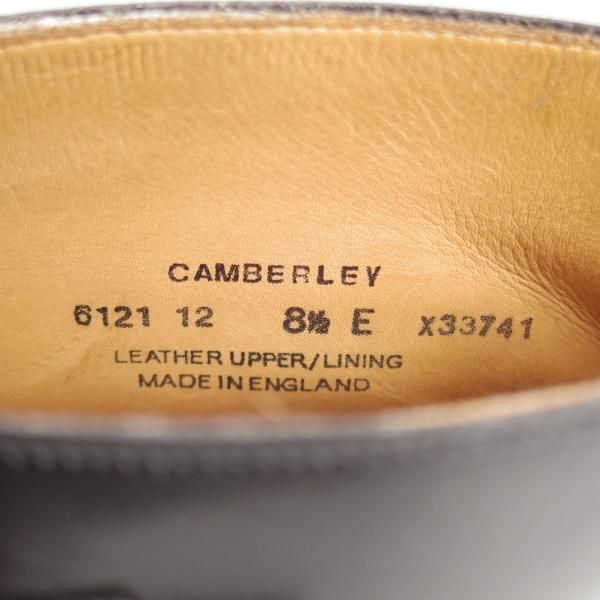 CAMBERLEY
6121 12 8½ E X33741
LEATHER UPPER/LINING
MADE IN ENGLAND